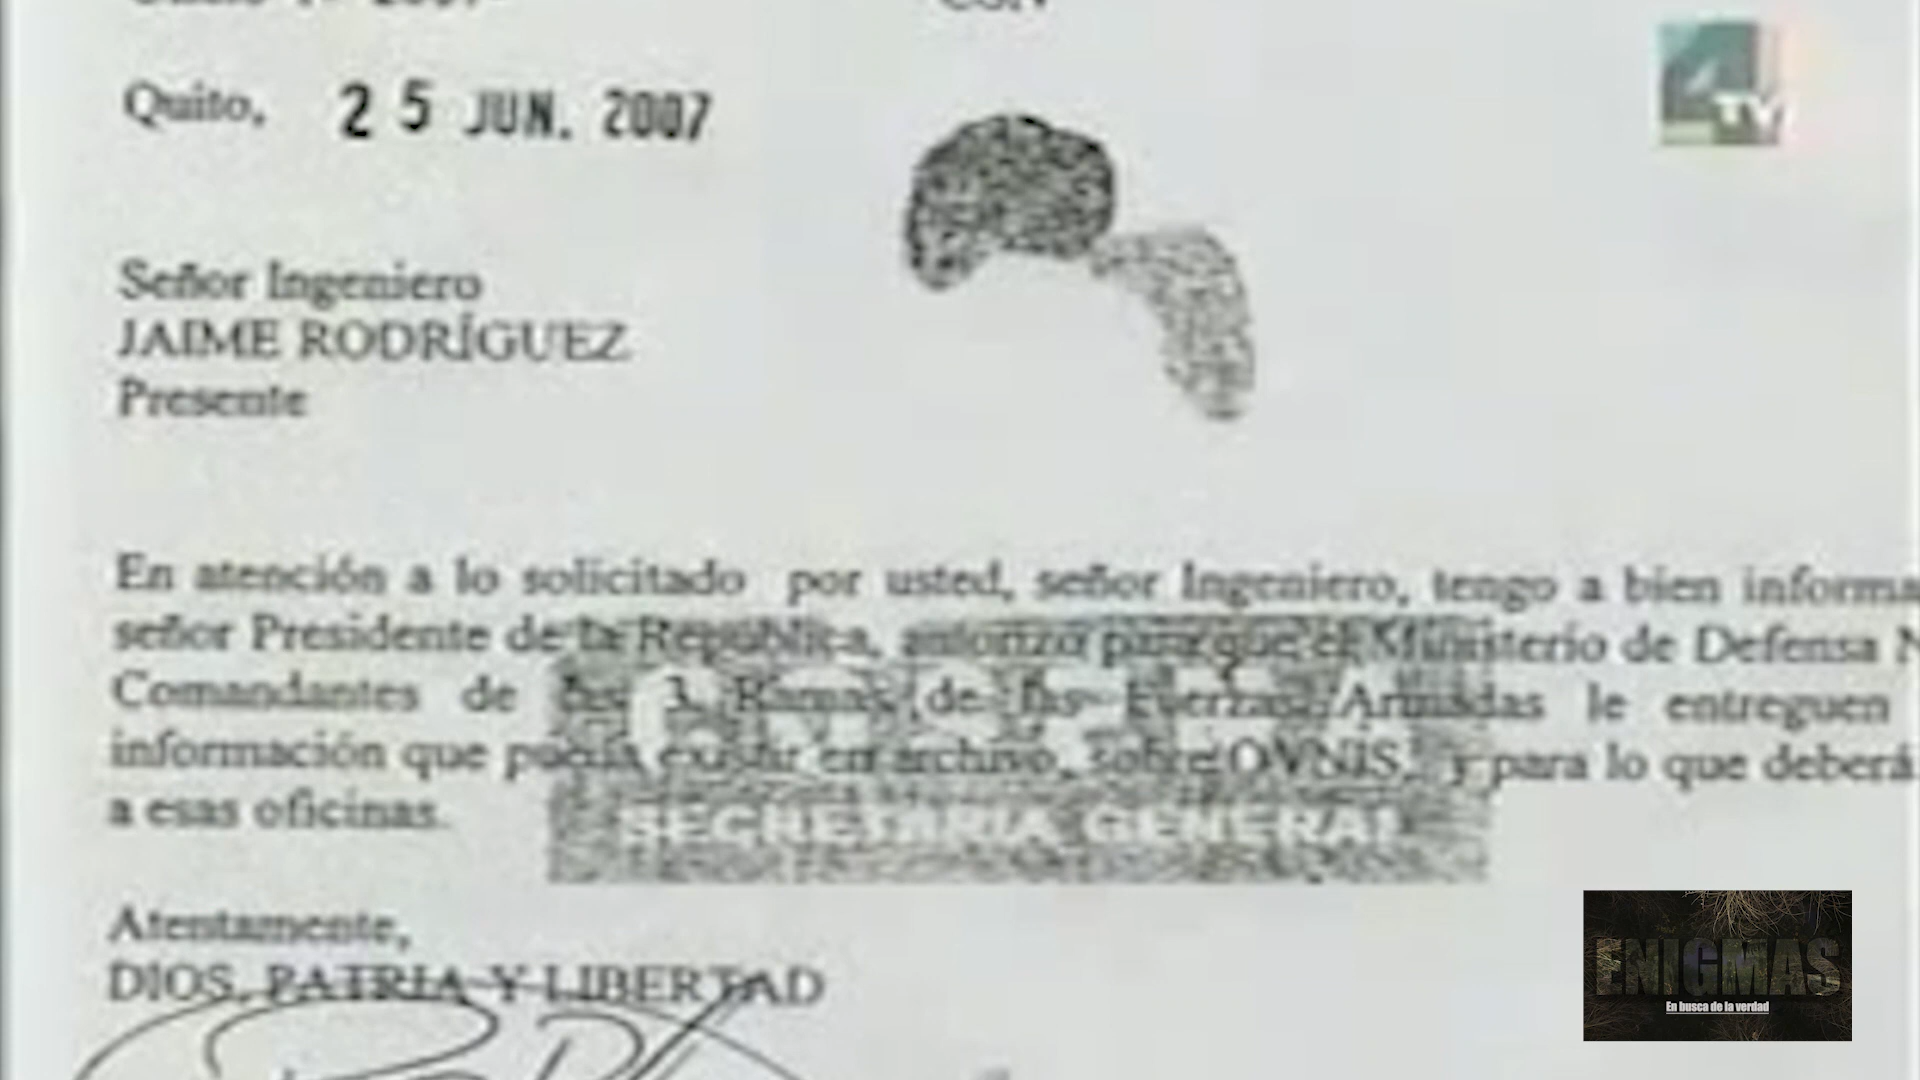 2007
Quito, 25 JUN. 2007
TV
Señor Ingeniero
JAIME RODRÍGUEZ
Presente
En atención a lo solicitado por usted, señor Ingeniero, tengo a bien informa
señor Presidente de la República, autorizo para que el Ministerio de Defensa N
Comandantes de las 3 Ramas de las Fuerzas Armadas le entreguen
información que pueda existir en archivo, sobre OVNIS, y para lo que deberá
a esas oficinas.
SECRETARIA GENERAL
Atentamente,
DIOS, PATRIA Y LIBERTAD
ENIGMAS
En busca de la verdad